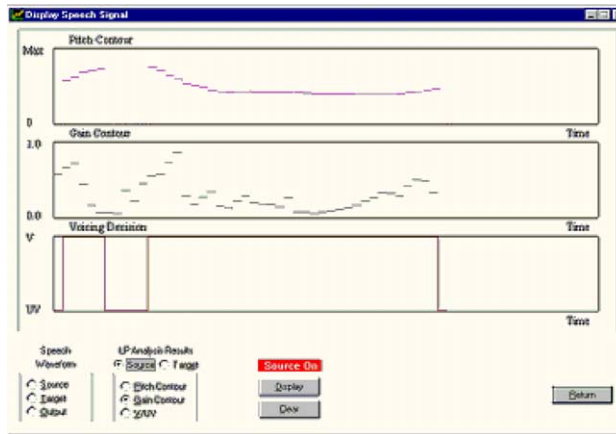 Display Speech Signal
Pitch Contour
Max
0
Time
Gain Contour
1.0
0.0
Time
Voicing Decision
V
UV
Time
Speech Waveform
Source
Target
Output
LP Analysis Results
Source Target
Pitch Contour
Gain Contour
V/UV
Source On
Display
Clear
Return